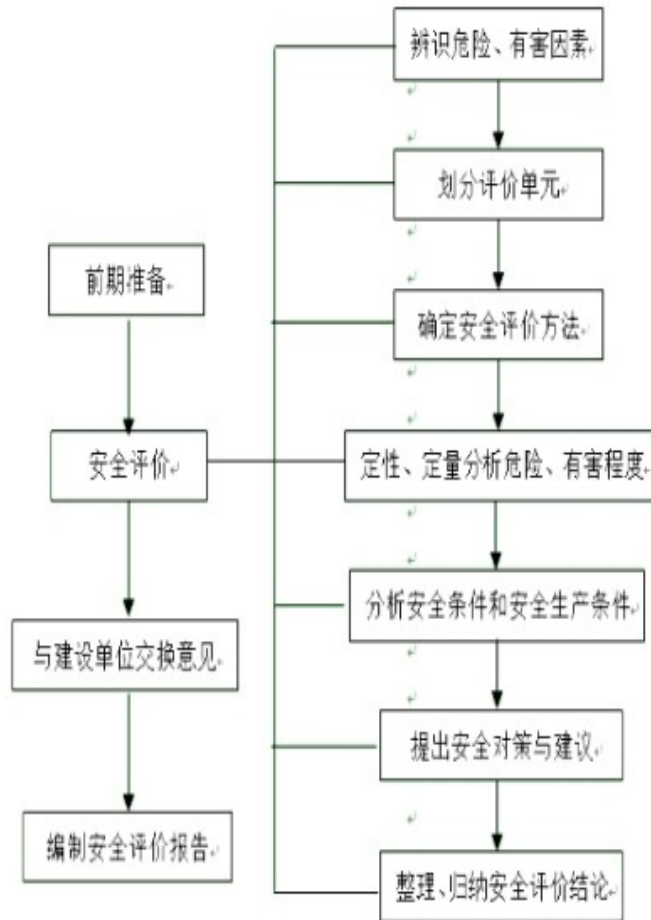 辨识危险、有害因素
划分评价单元
前期准备
确定安全评价方法
安全评价
定性、定量分析危险、有害程度
分析安全条件和安全生产条件
与建设单位交换意见
提出安全对策与建议
编制安全评价报告
整理、归纳安全评价结论